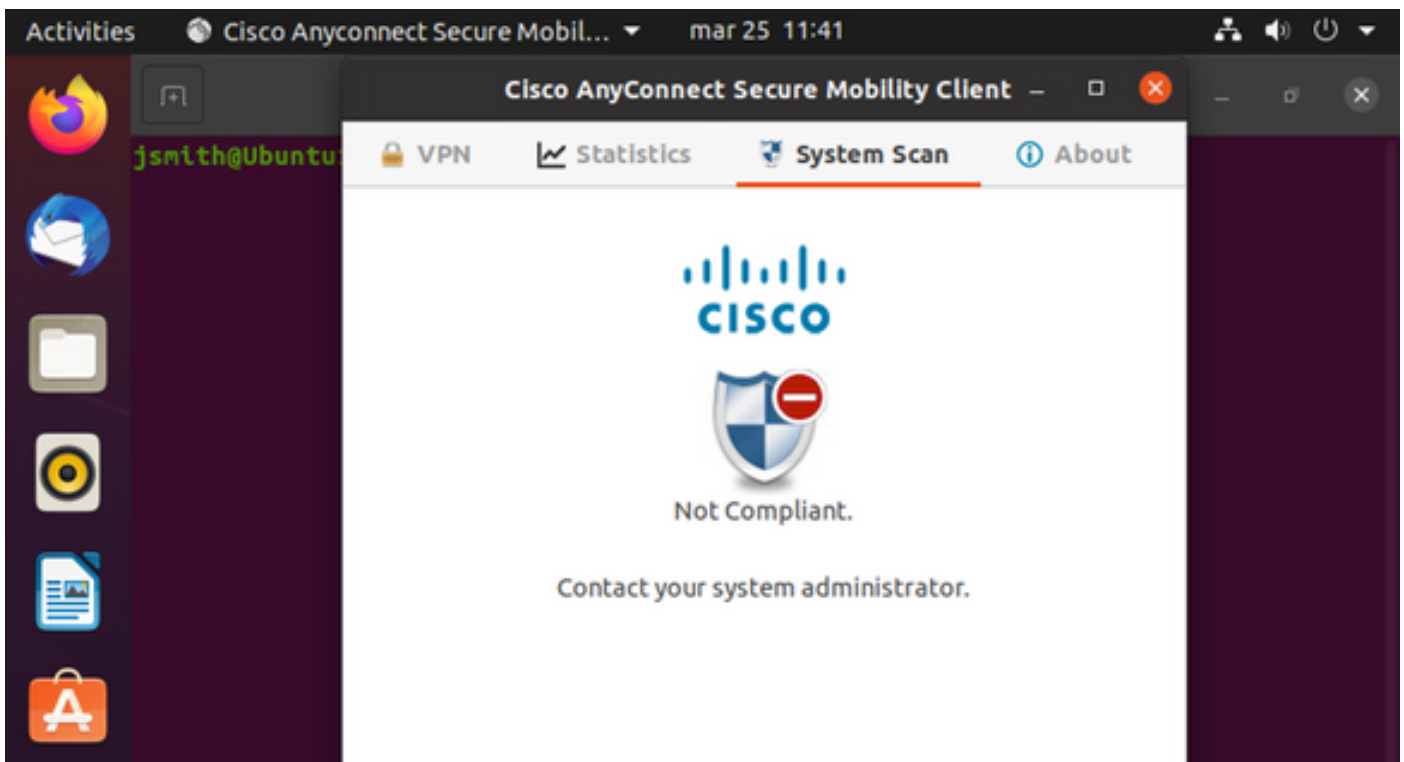 Activities Cisco Anyconnect Secure Mobil... mar 25 11:41
Cisco AnyConnect Secure Mobility Client
jsmith@Ubuntu
VPN Statistics System Scan About
CISCO
Not Compliant.
Contact your system administrator.